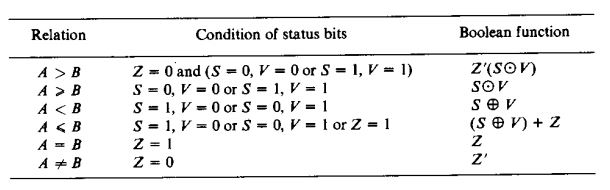 Relation Condition of status bits Boolean function
A > B Z = 0 and (S = 0, V = 0 or S = 1, V = 1) Z′(S⊙V)
A ⩾ B S = 0, V = 0 or S = 1, V = 1 S⊙V
A < B S = 1, V = 0 or S = 0, V = 1 S ⊕ V
A ⩽ B S = 1, V = 0 or S = 0, V = 1 or Z = 1 (S ⊕ V) + Z
A = B Z = 1 Z
A ≠ B Z = 0 Z′